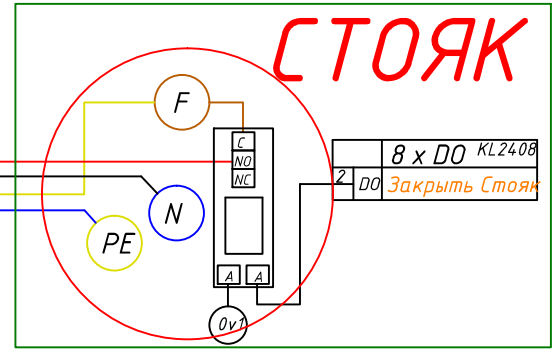 СТОЯК
F
C
NO
NC
8 x DO KL2408
2 DO Закрыть Стояк
N
PE
A A
0v1